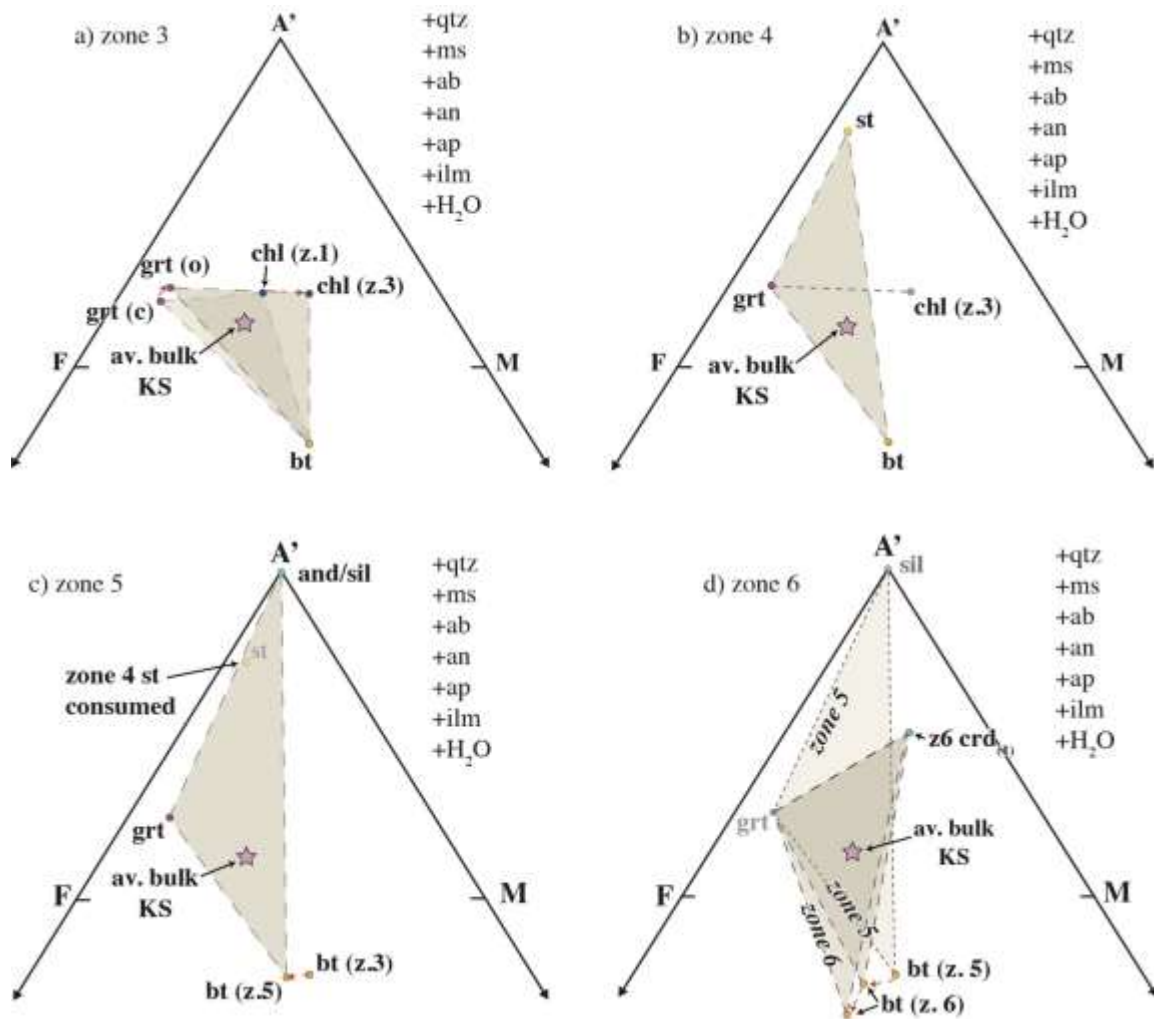 a) zone 3
A'
+qtz
+ms
+ab
+an
+ap
+ilm
+H₂O
grt (o)
chl (z.1)
chl (z.3)
grt (c)
F
av. bulk
KS
M
bt
b) zone 4
A'
+qtz
+ms
+ab
+an
+ap
+ilm
+H₂O
st
grt
chl (z.3)
F
av. bulk
KS
M
bt
c) zone 5
A'
and/sil
+qtz
+ms
+ab
+an
+ap
+ilm
+H₂O
st
zone 4 st
consumed
grt
av. bulk
KS
F
M
bt (z.3)
bt (z.5)
d) zone 6
A'
sil
+qtz
+ms
+ab
+an
+ap
+ilm
+H₂O
zone 5
z6 crd
grt
av. bulk
KS
F
M
zone 5
zone 6
bt (z. 5)
bt (z. 6)